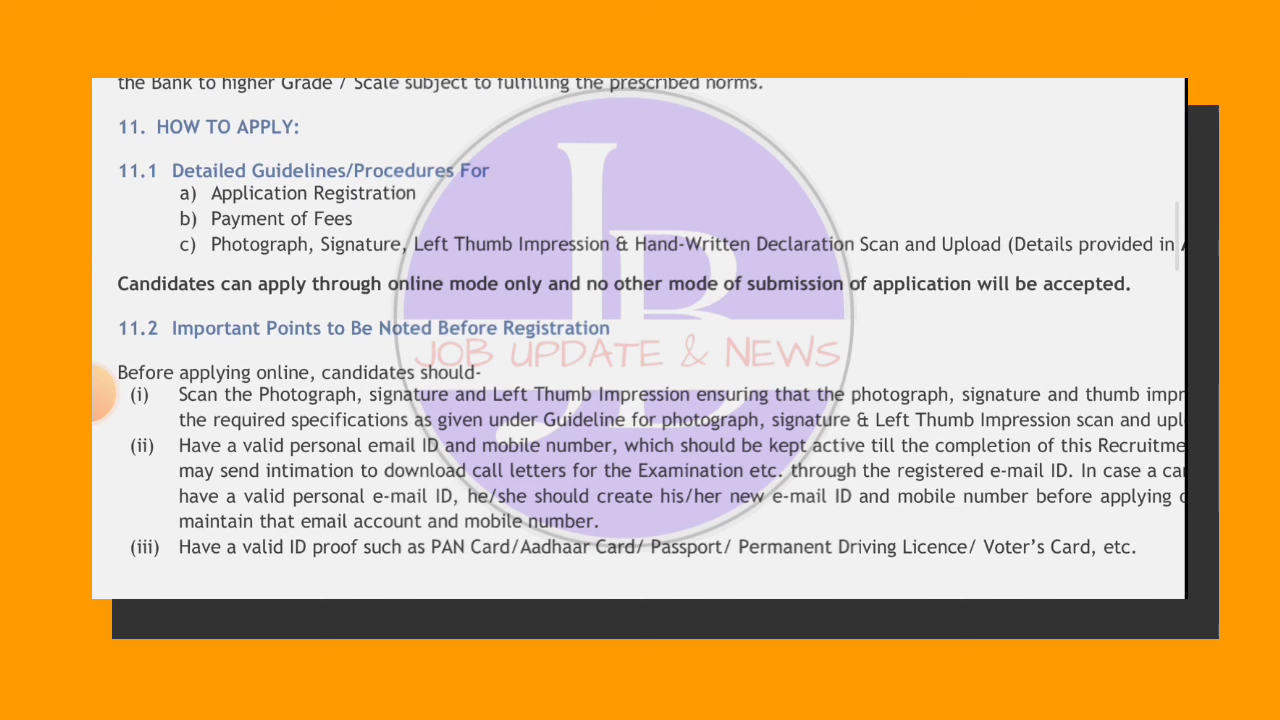 the Bank to higher Grade / Scale subject to fulfilling the prescribed norms.
11. HOW TO APPLY:
11.1 Detailed Guidelines/Procedures For
a) Application Registration
b) Payment of Fees
c) Photograph, Signature, Left Thumb Impression & Hand-Written Declaration Scan and Upload (Details provided in
Candidates can apply through online mode only and no other mode of submission of application will be accepted.
11.2 Important Points to Be Noted Before Registration
JOB UPDATE & NEWS
Before applying online, candidates should-
(i) Scan the Photograph, signature and Left Thumb Impression ensuring that the photograph, signature and thumb impr
the required specifications as given under Guideline for photograph, signature & Left Thumb Impression scan and upl
(ii) Have a valid personal email ID and mobile number, which should be kept active till the completion of this Recruitme
may send intimation to download call letters for the Examination etc. through the registered e-mail ID. In case a
have a valid personal e-mail ID, he/she should create his/her new e-mail ID and mobile number before applying
maintain that email account and mobile number.
(iii) Have a valid ID proof such as PAN Card/Aadhaar Card/ Passport/ Permanent Driving Licence/ Voter's Card, etc.